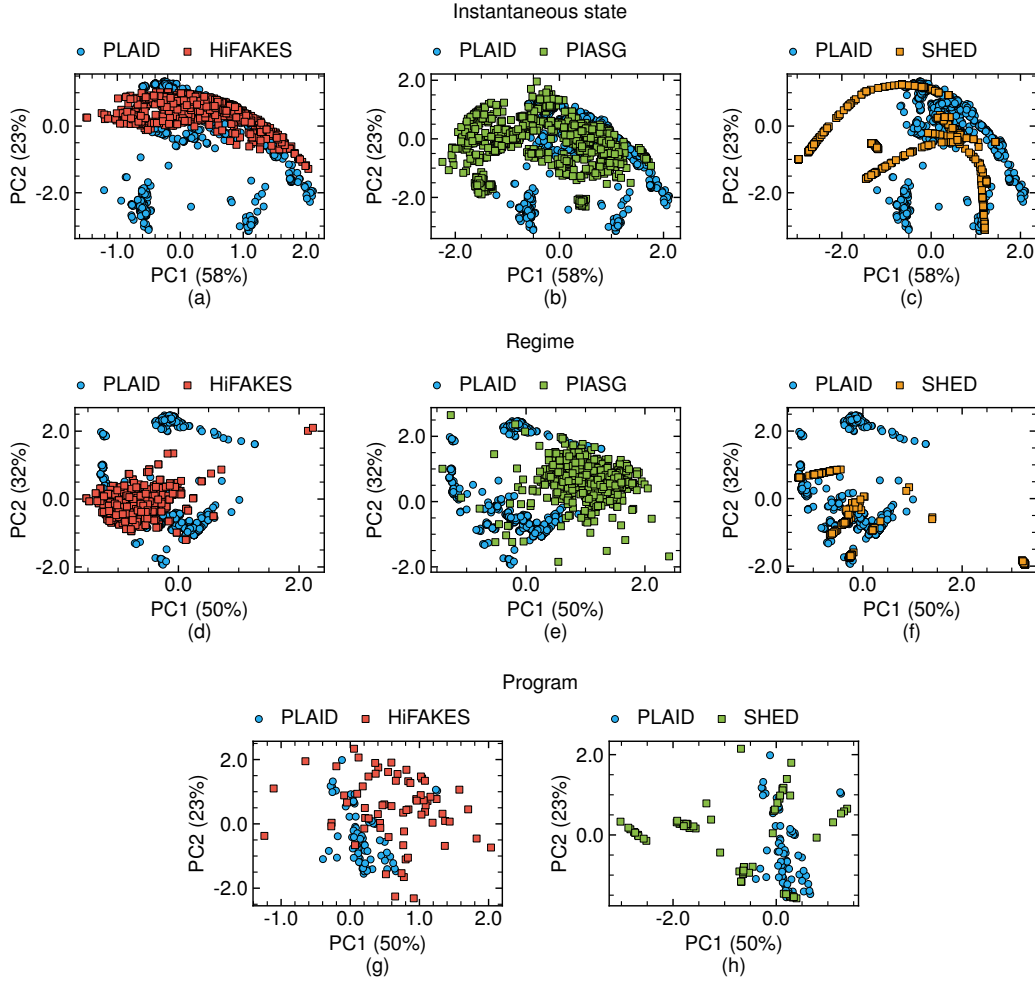 Instantaneous state
PLAID HiFAKES
PLAID PIASG
PLAID SHED
PC2 (23%)
0.0
-2.0
-1.0 0.0 1.0 2.0
PC1 (58%)
(a)
PC2 (23%)
2.0
0.0
-2.0
-2.0 0.0 2.0
PC1 (58%)
(b)
PC2 (23%)
0.0
-2.0
-2.0 0.0 2.0
PC1 (58%)
(c)
Regime
PLAID HiFAKES
PLAID PIASG
PLAID SHED
PC2 (32%)
2.0
0.0
-2.0
0.0 2.0
PC1 (50%)
(d)
PC2 (32%)
2.0
0.0
-2.0
0.0 2.0
PC1 (50%)
(e)
PC2 (32%)
2.0
0.0
-2.0
0.0 2.0
PC1 (50%)
(f)
Program
PLAID HiFAKES
PLAID SHED
PC2 (23%)
2.0
0.0
-2.0
-1.0 0.0 1.0 2.0
PC1 (50%)
(g)
PC2 (23%)
2.0
0.0
-2.0 0.0
PC1 (50%)
(h)